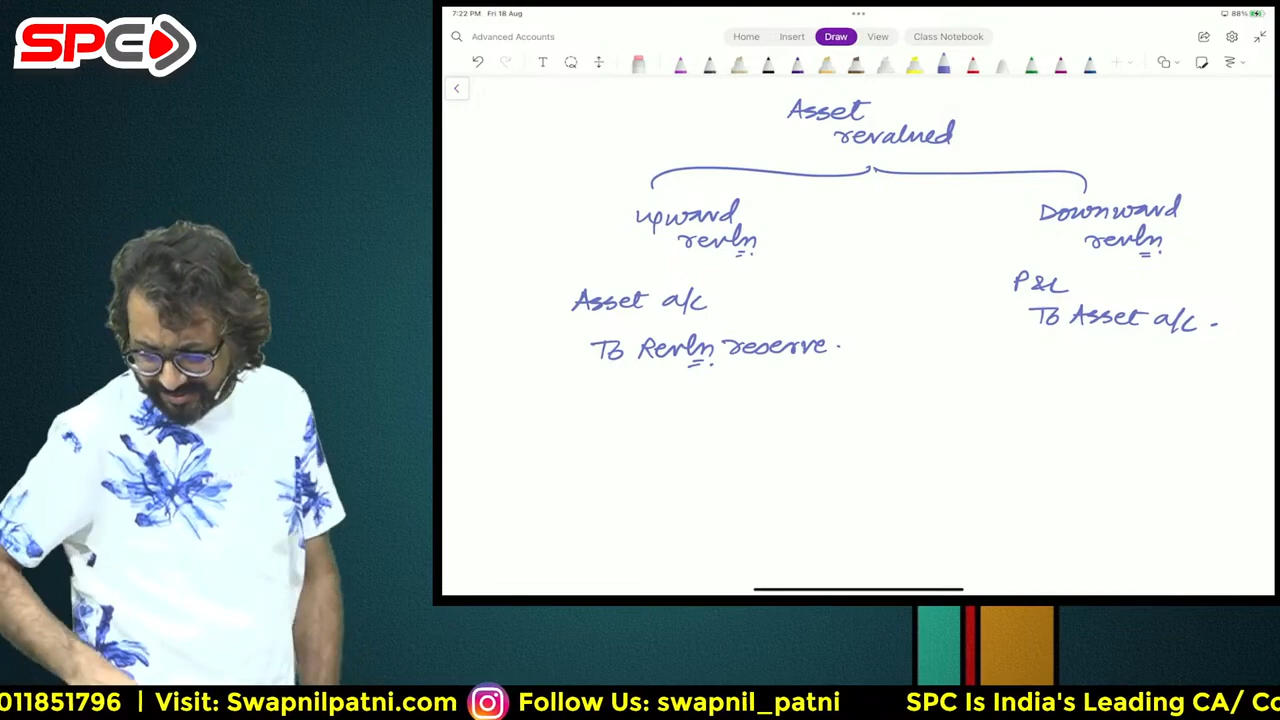 SPC
7:22 PM Fri 18 Aug
88%
Advanced Accounts
Home Insert Draw View Class Notebook
Asset
revalued
Upward
revln.
Downward
revln.
Asset a/c
To Revln. reserve.
P&L
To Asset a/c.
011851796 | Visit: Swapnilpatni.com Follow Us: swapnil_patni SPC Is India's Leading CA/ Co